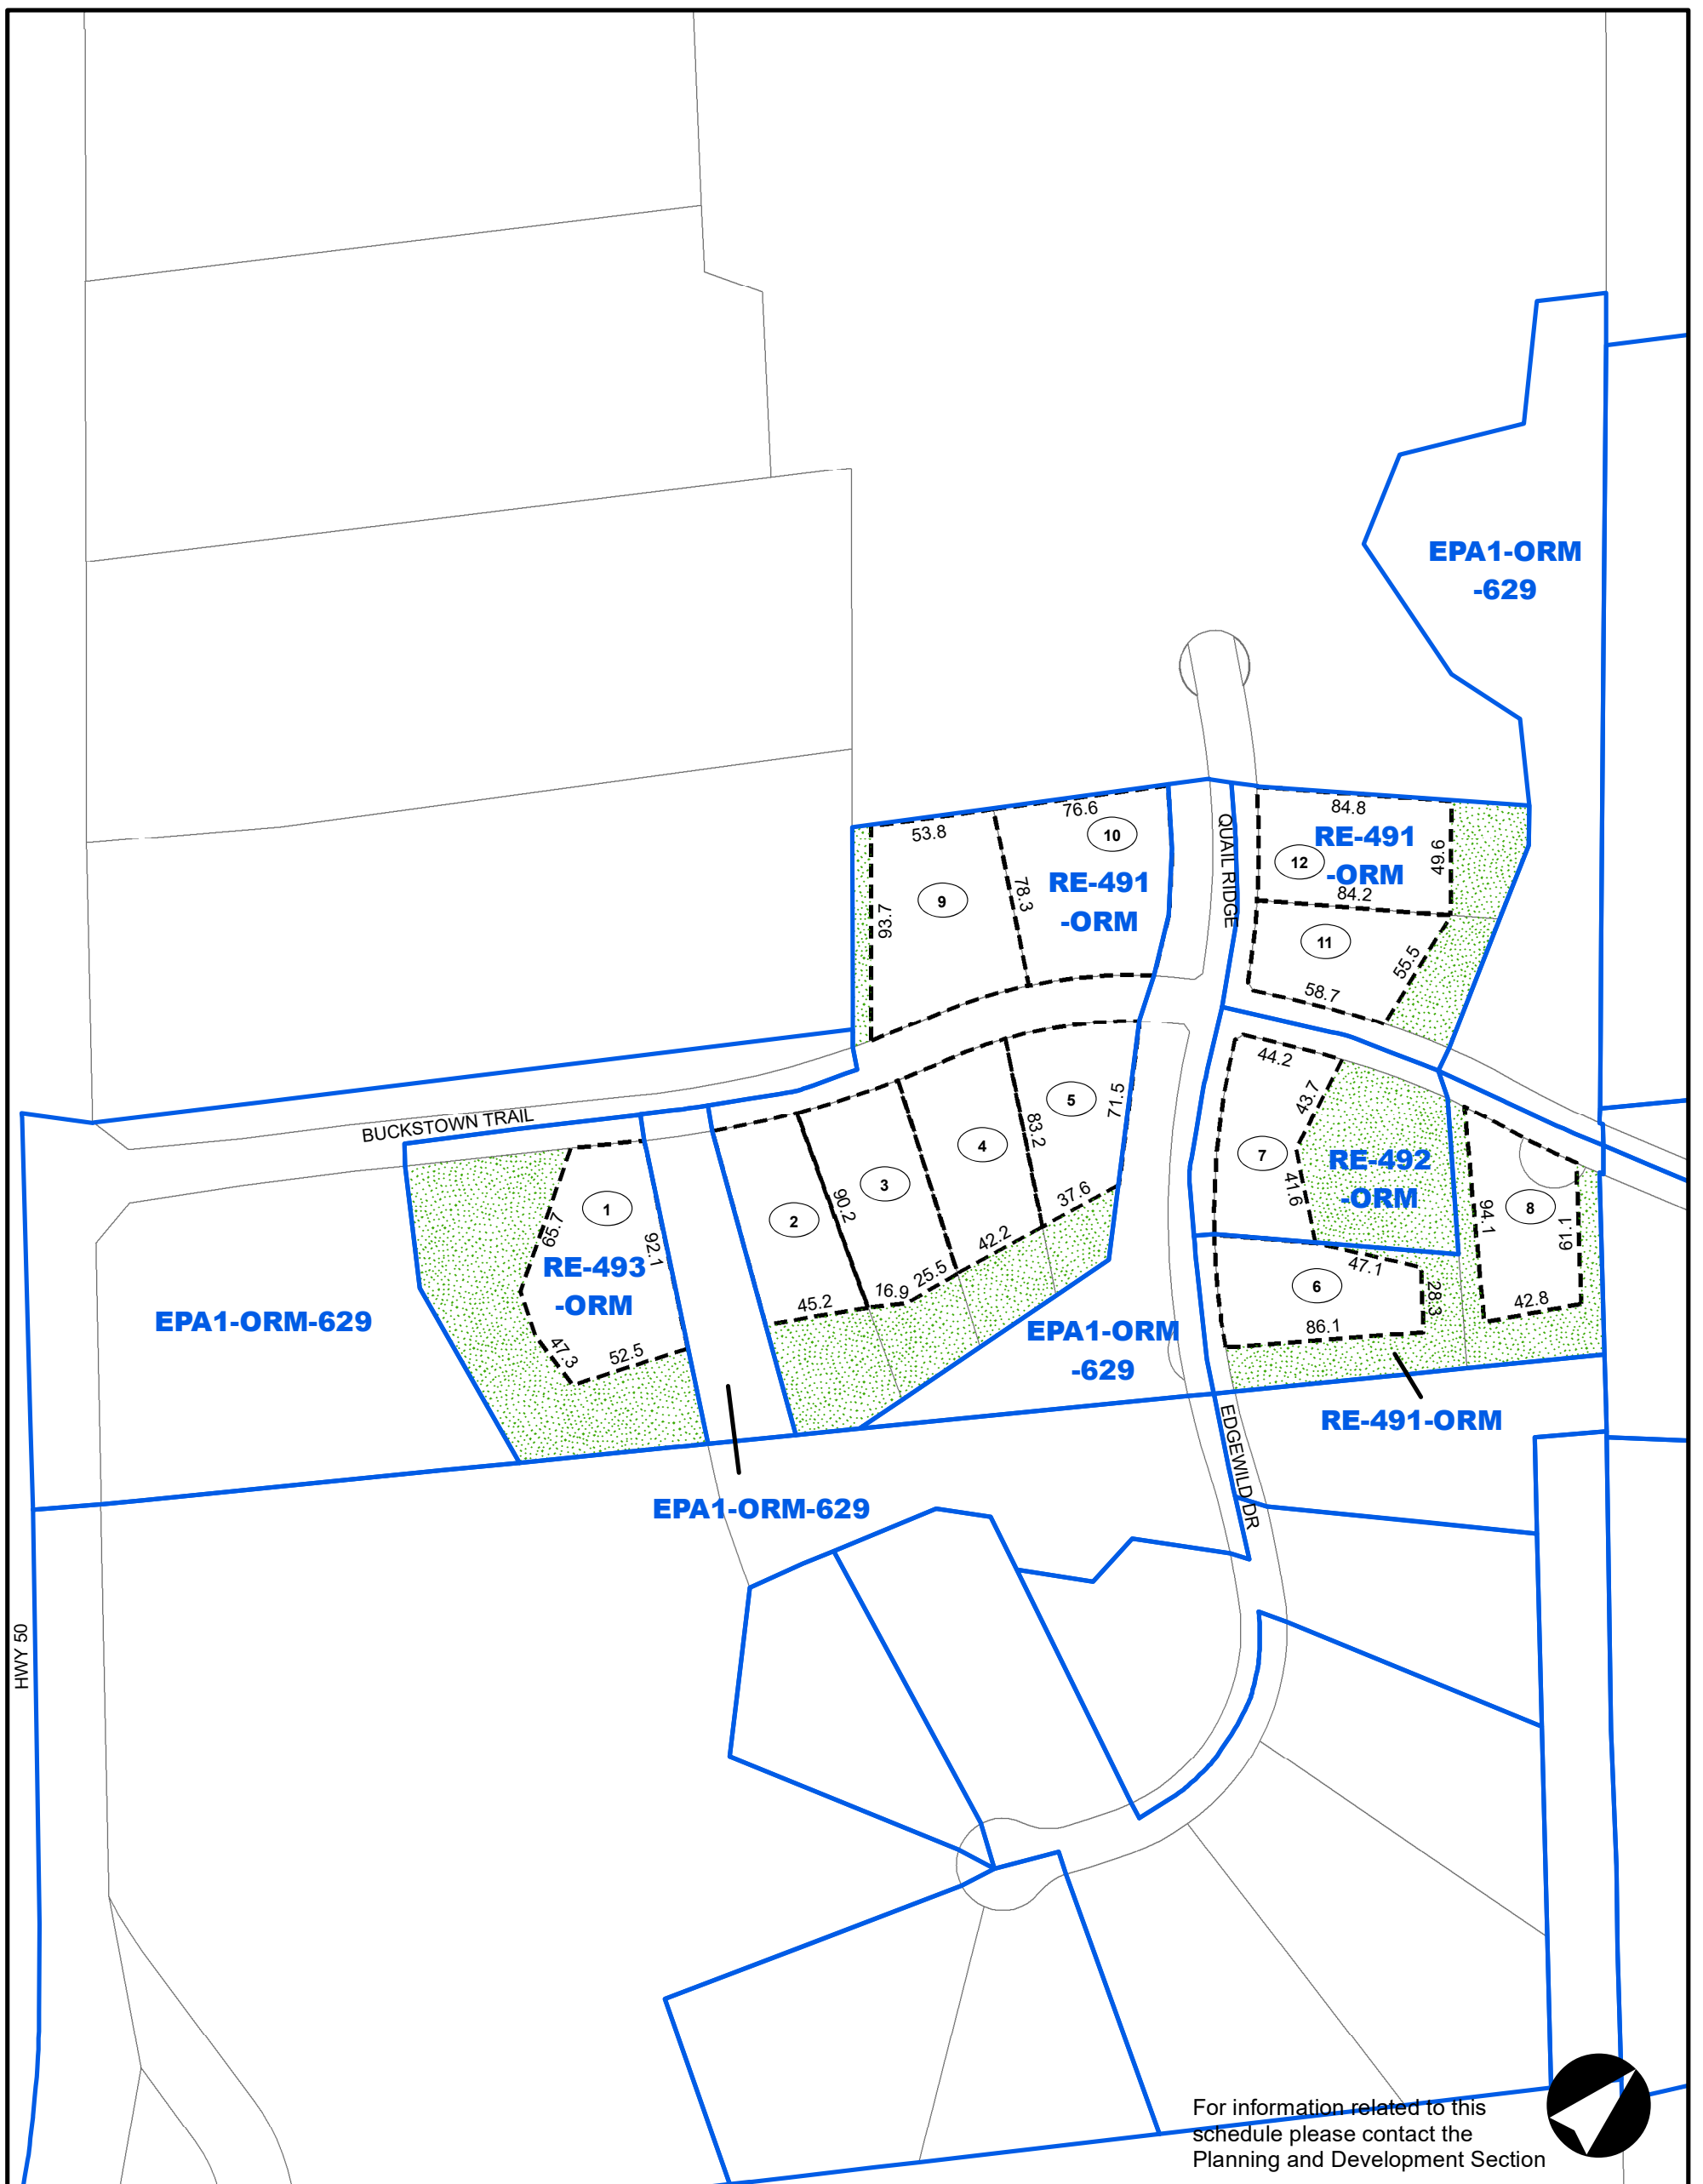 EPA1-ORM
-629
76.6
84.8
53.8
10
QUAIL RIDGE
RE-491
-ORM
12
49.6
84.2
RE-491
-ORM
9
78.3
93.7
11
55.5
58.7
44.2
43.7
BUCKSTOWN TRAIL
5
71.5
83.2
4
7
RE-492
-ORM
41.6
3
90.2
37.6
1
65.7
92.1
2
8
94.1
61.1
42.2
RE-493
-ORM
25.5
16.9
45.2
47.1
6
28.3
86.1
42.8
EPA1-ORM-629
47.3
52.5
EPA1-ORM
-629
RE-491-ORM
EDGEWILD DR
EPA1-ORM-629
HWY 50
For information related to this
schedule please contact the
Planning and Development Section